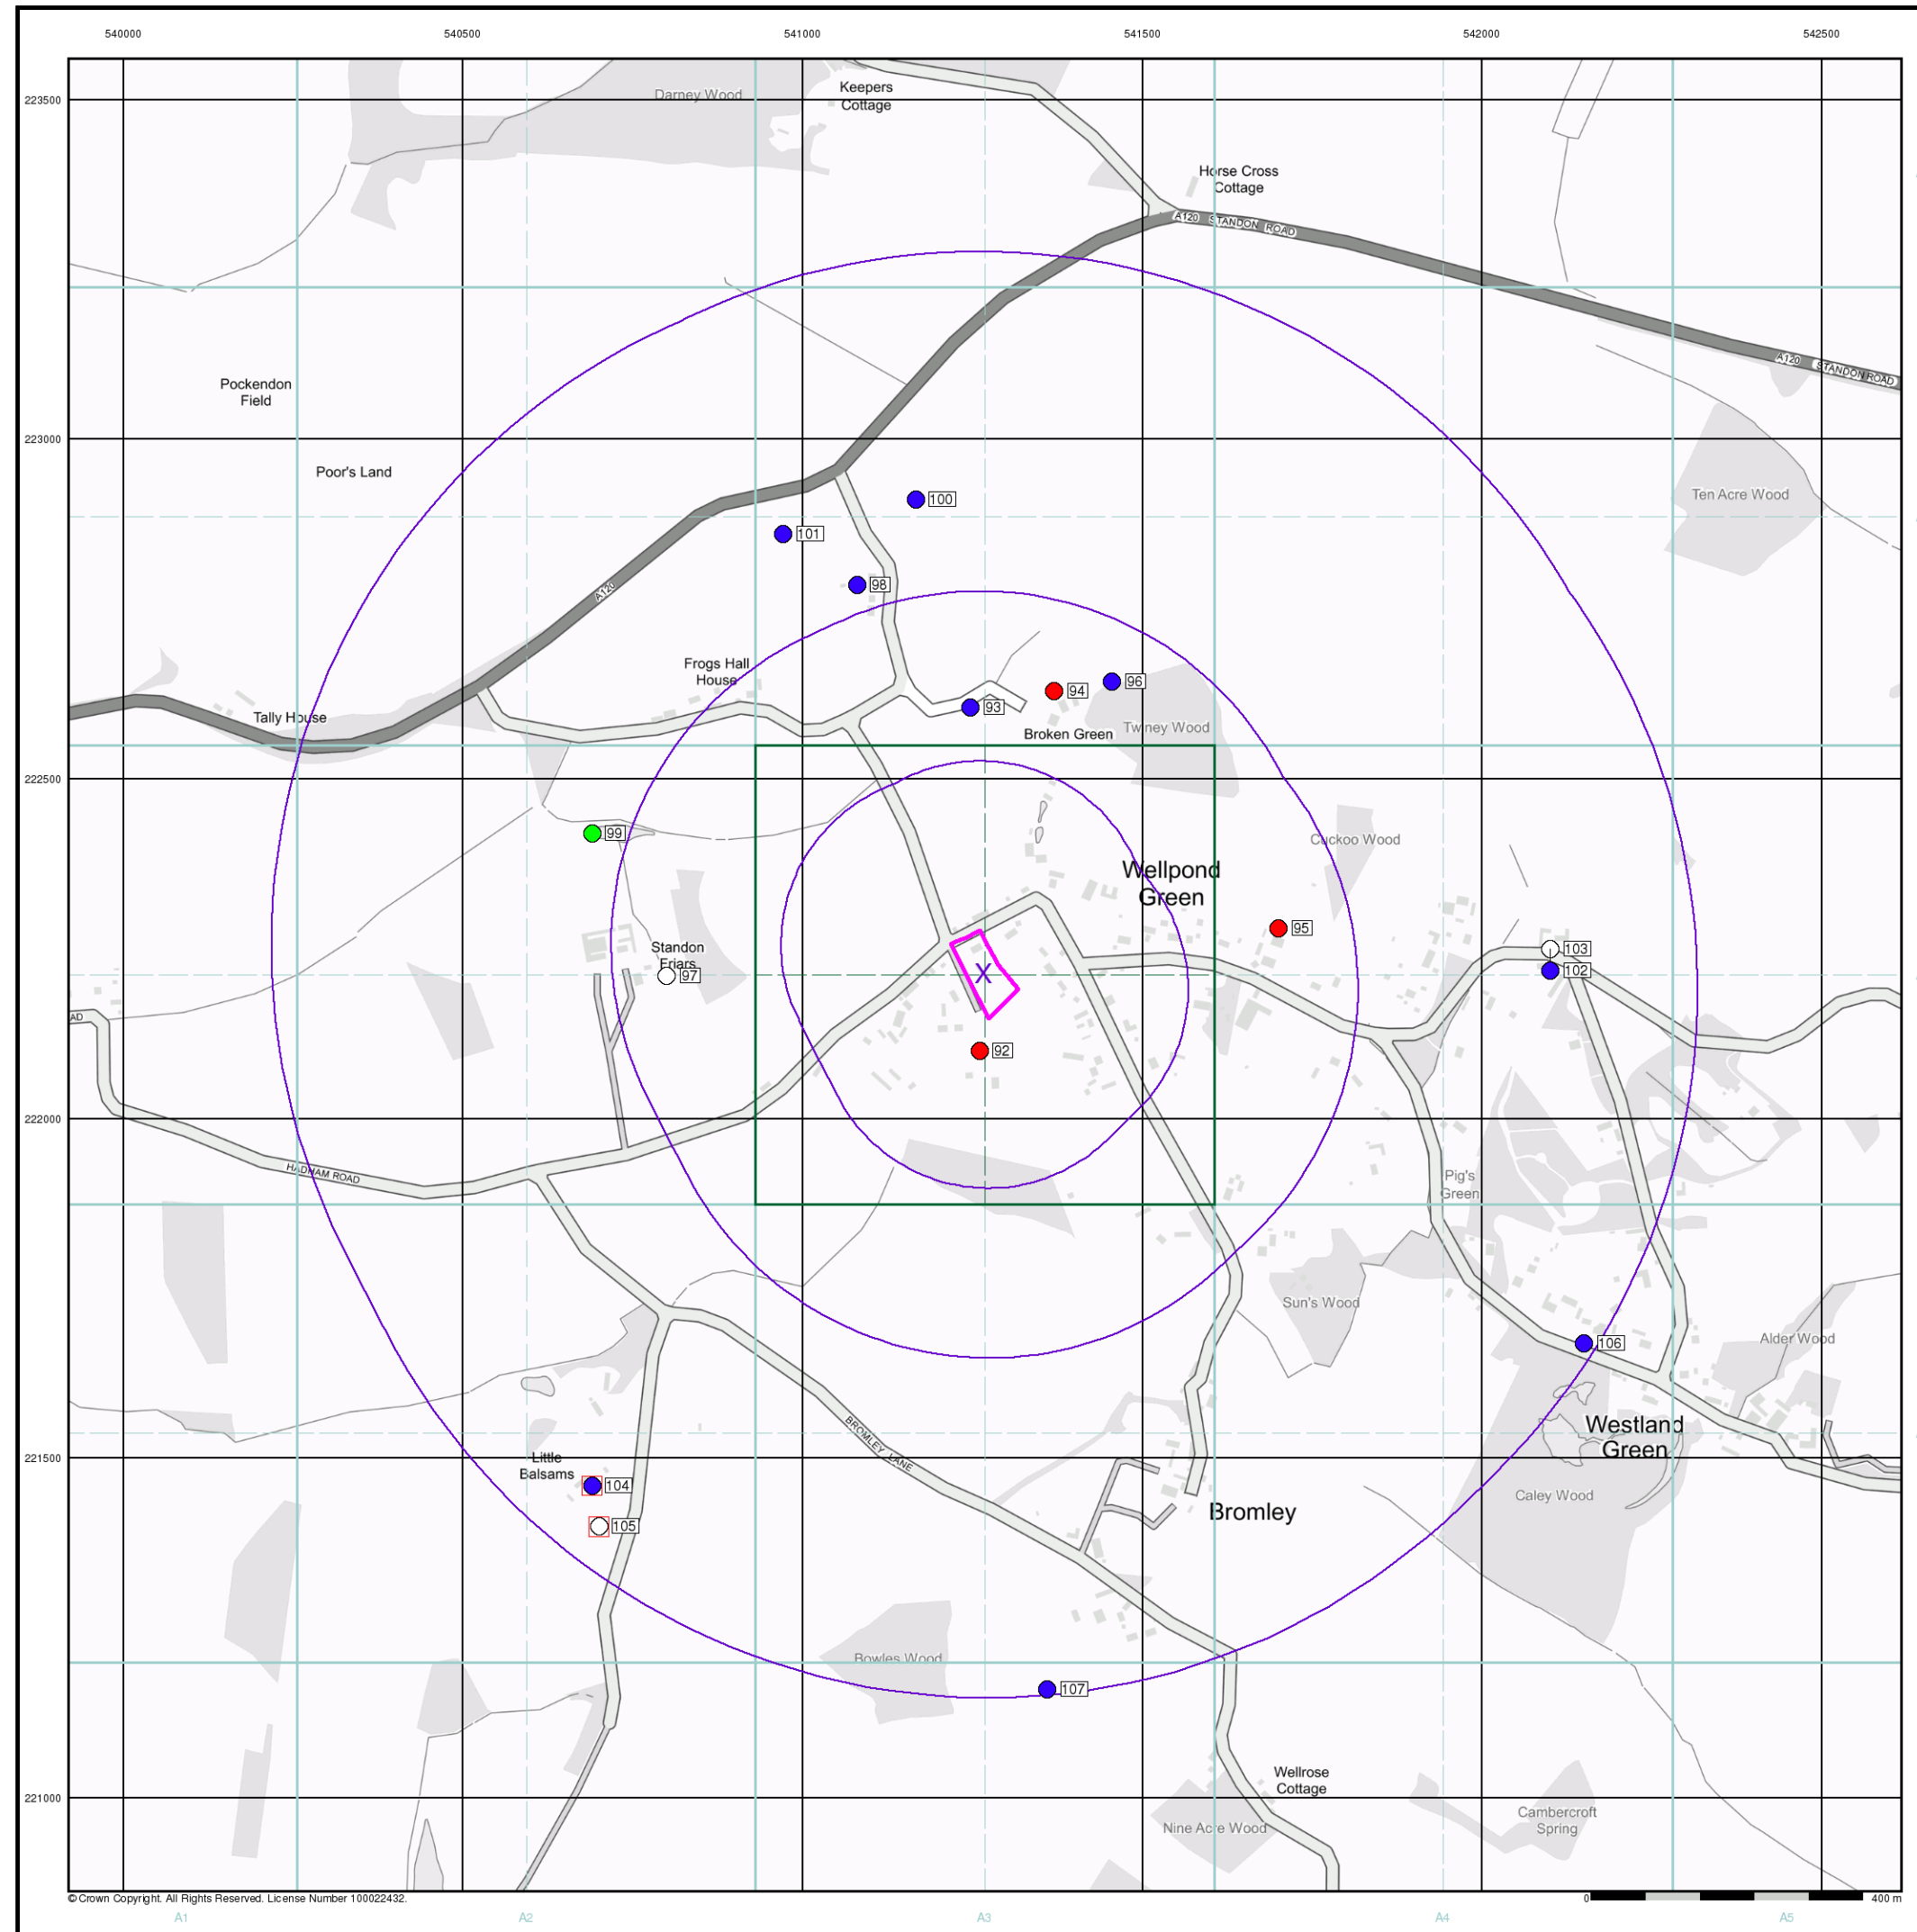 540000
540500
541000
541500
542000
542500
223500
Darney Wood
Keepers
Cottage
Horse Cross
Cottage
A120 STANDON ROAD
A120 STANDON ROAD
Pockendon
Field
223000
Poor's Land
100
Ten Acre Wood
101
98
A120
Frogs Hall
House
96
94
93
Tally House
Twiney Wood
Broken Green
222500
99
Cuckoo Wood
Wellpond
Green
95
Standon
Friars
97
103
102
X
AD
92
222000
HADHAM ROAD
Pig's
Green
Sun's Wood
Alder Wood
106
BROMLEY LANE
Westland
Green
221500
Little
Balsams
104
Caley Wood
Bromley
105
Bowles Wood
107
Wellrose
Cottage
221000
Cambercroft
Spring
Nine Acre Wood
© Crown Copyright. All Rights Reserved. License Number 100022432.
0 400 m
A1
A2
A3
A4
A5